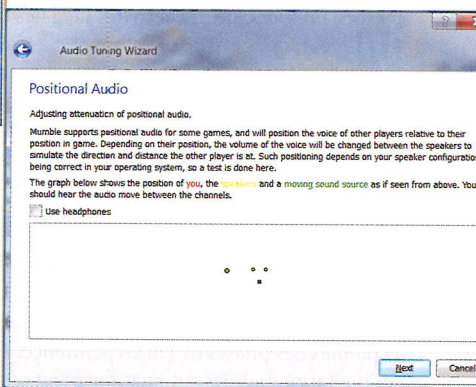 Audio Tuning Wizard
Positional Audio
Adjusting attenuation of positional audio.
Mumble supports positional audio for some games, and will position the voice of other players relative to their
position in game. Depending on their position, the volume of the voice will be changed between the speakers to
simulate the direction and distance the other player is at. Such positioning depends on your speaker configuration
being correct in your operating system, so a test is done here.
The graph below shows the position of you, the speakers and a moving sound source as if seen from above. You
should hear the audio move between the channels.
Use headphones
Next
Cancel